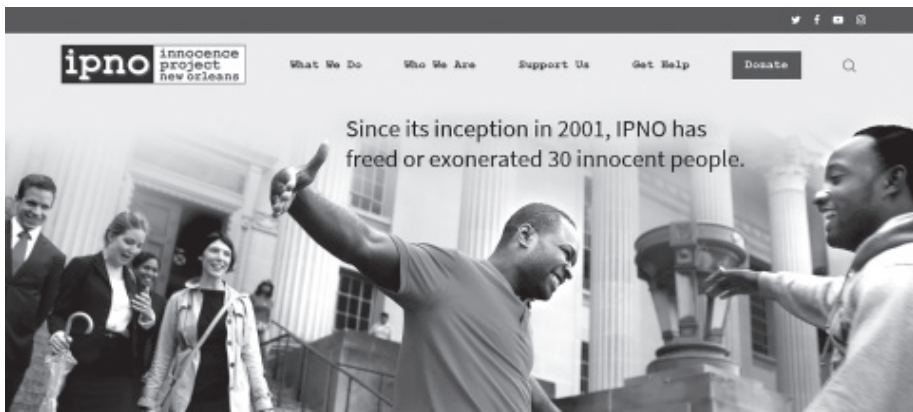 ipno
innocence
project
new orleans
What We Do
Who We Are
Support Us
Get Help
Donate
Since its inception in 2001, IPNO has
freed or exonerated 30 innocent people.